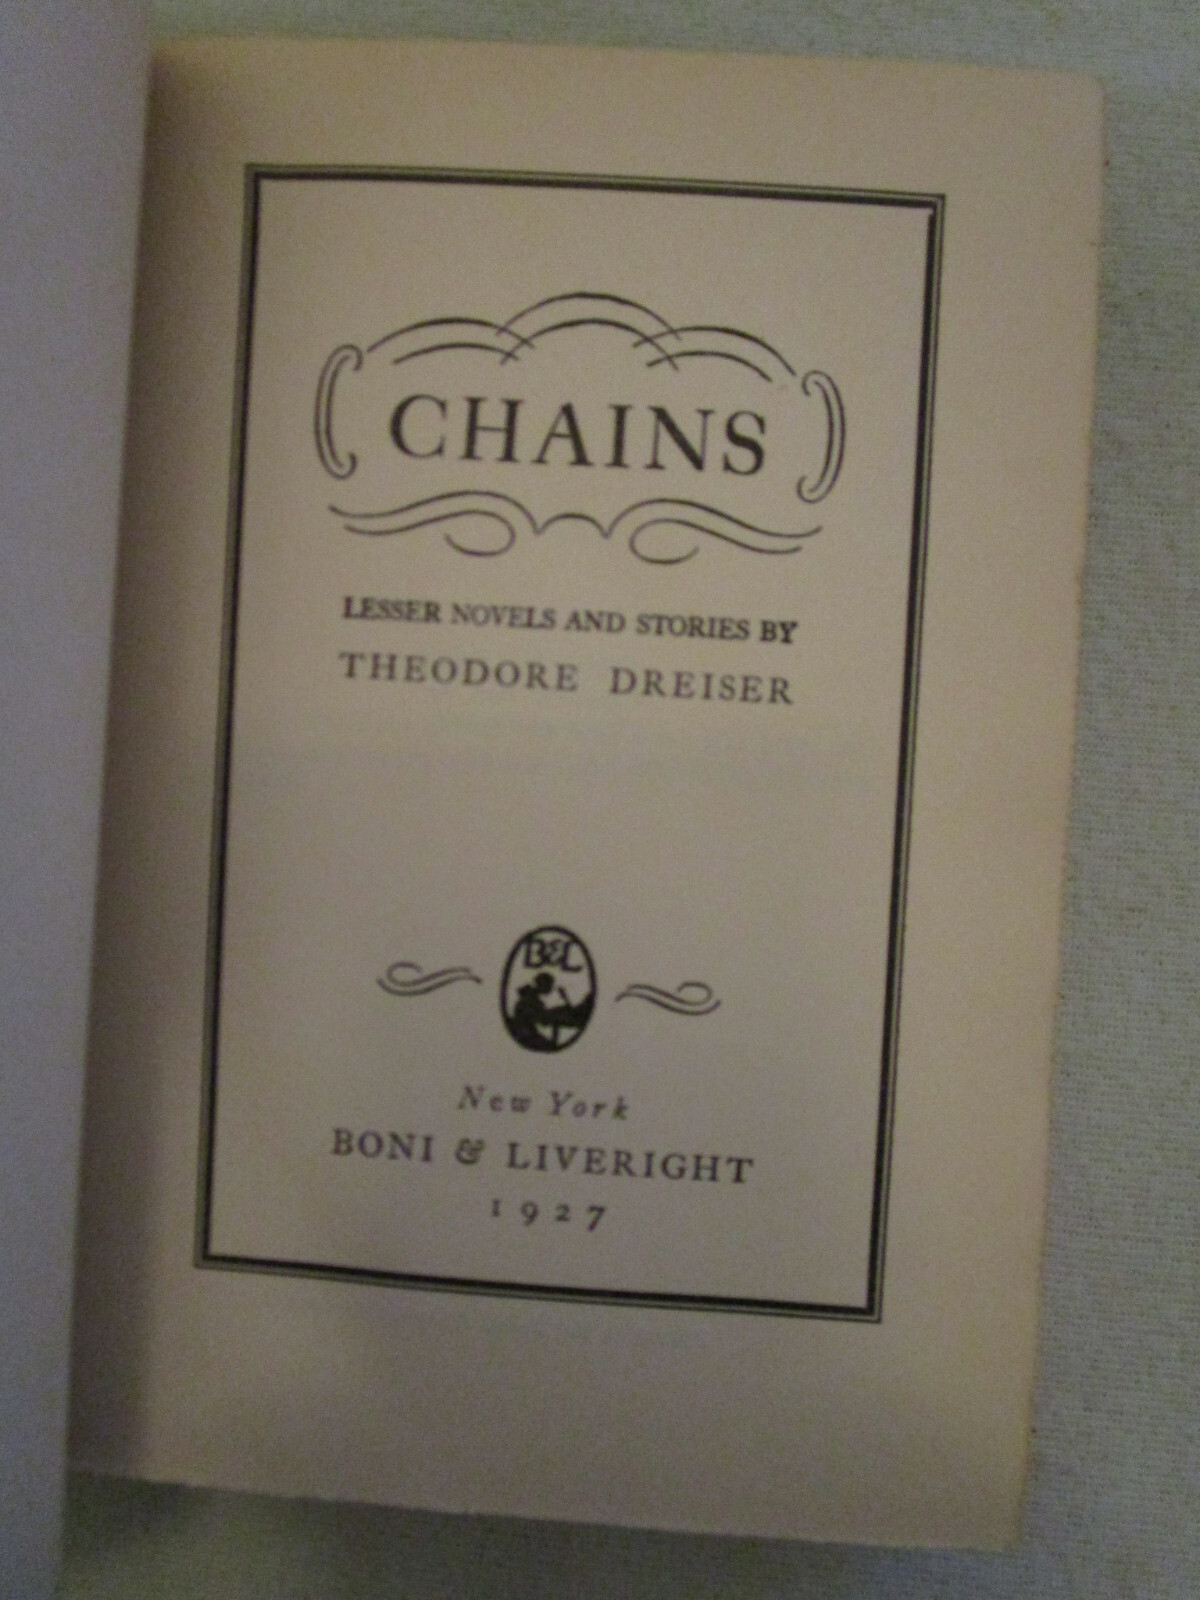 CHAINS
LESSER NOVELS AND STORIES BY
THEODORE DREISER
B&L
New York
BONI & LIVERIGHT
1927